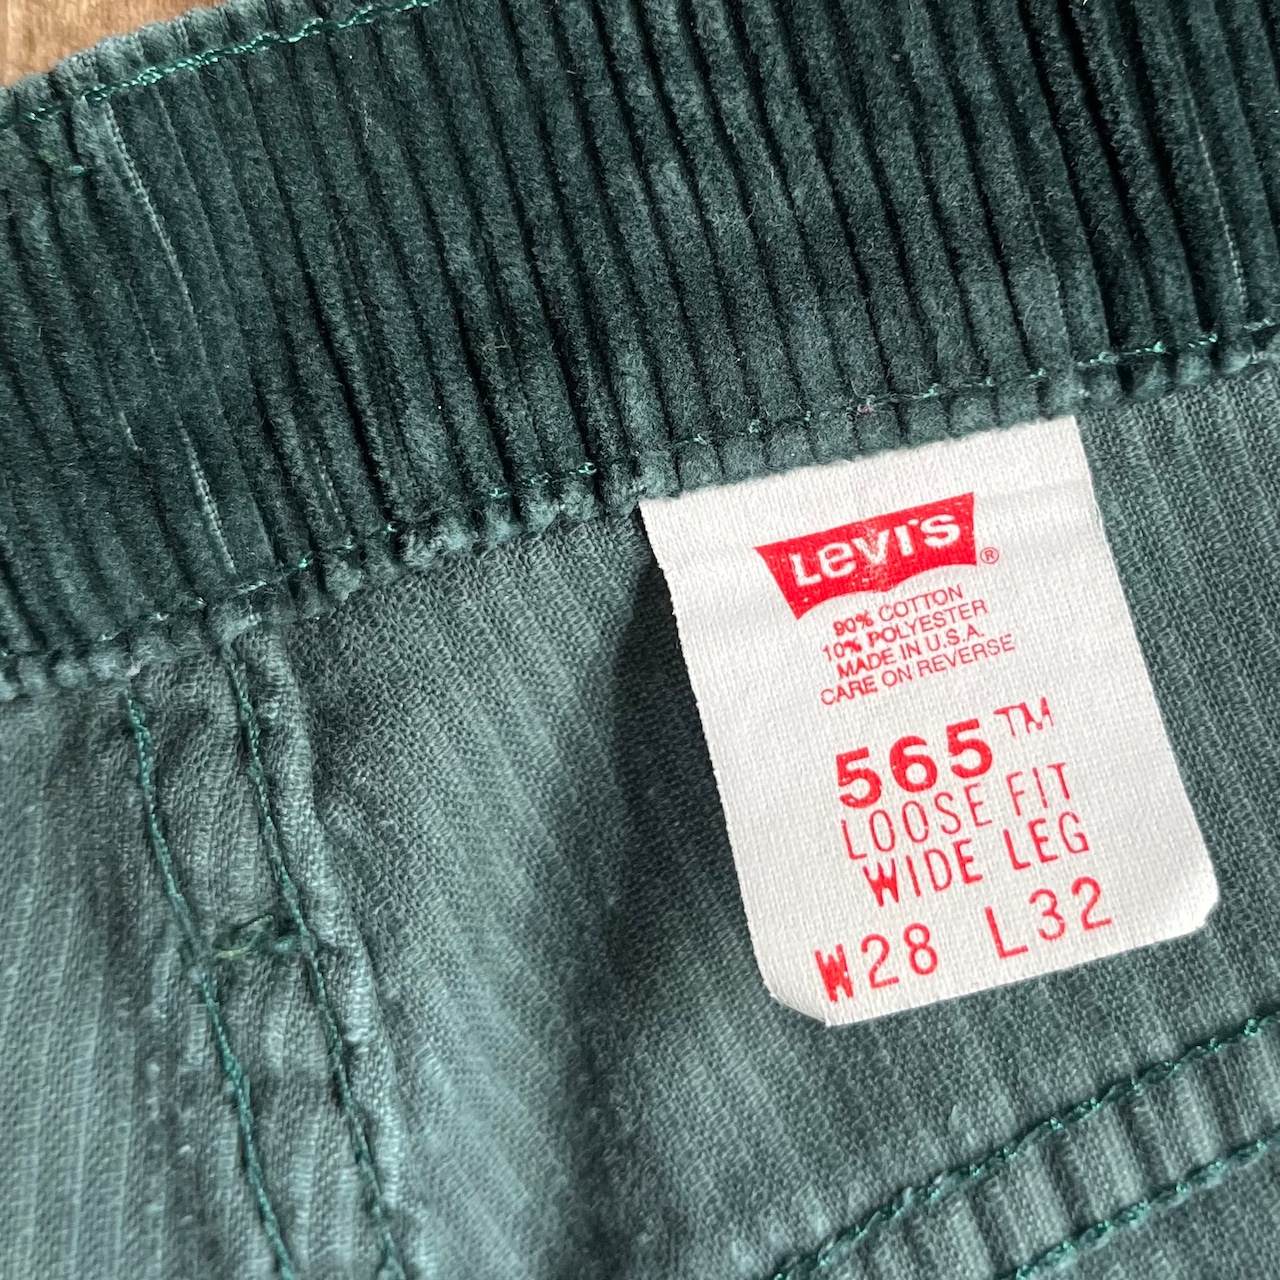 LEVI'S ®
90% COTTON
10% POLYESTER
MADE IN U.S.A.
CARE ON REVERSE
565™
LOOSE FIT
WIDE LEG
W28 L32